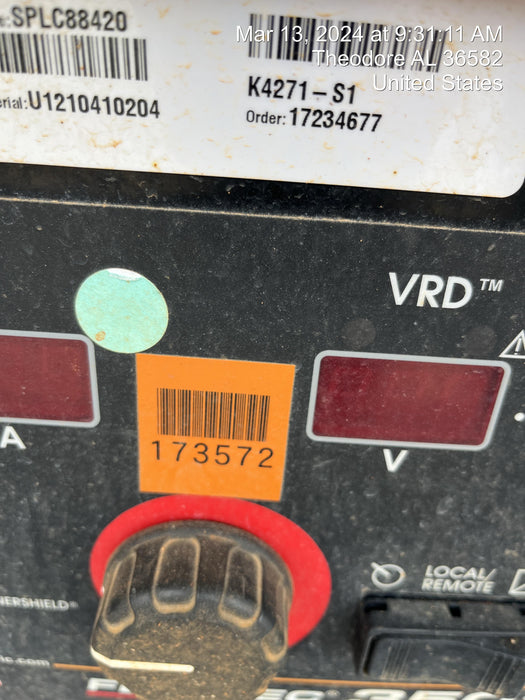 Mar 13, 2024 at 9:31:11 AM
Theodore AL 36582
United States
SPLC88420
K4271-S1
erial:U1210410204
Order:17234677
VRD™
173572
A
V
LOCAL/
REMOTE